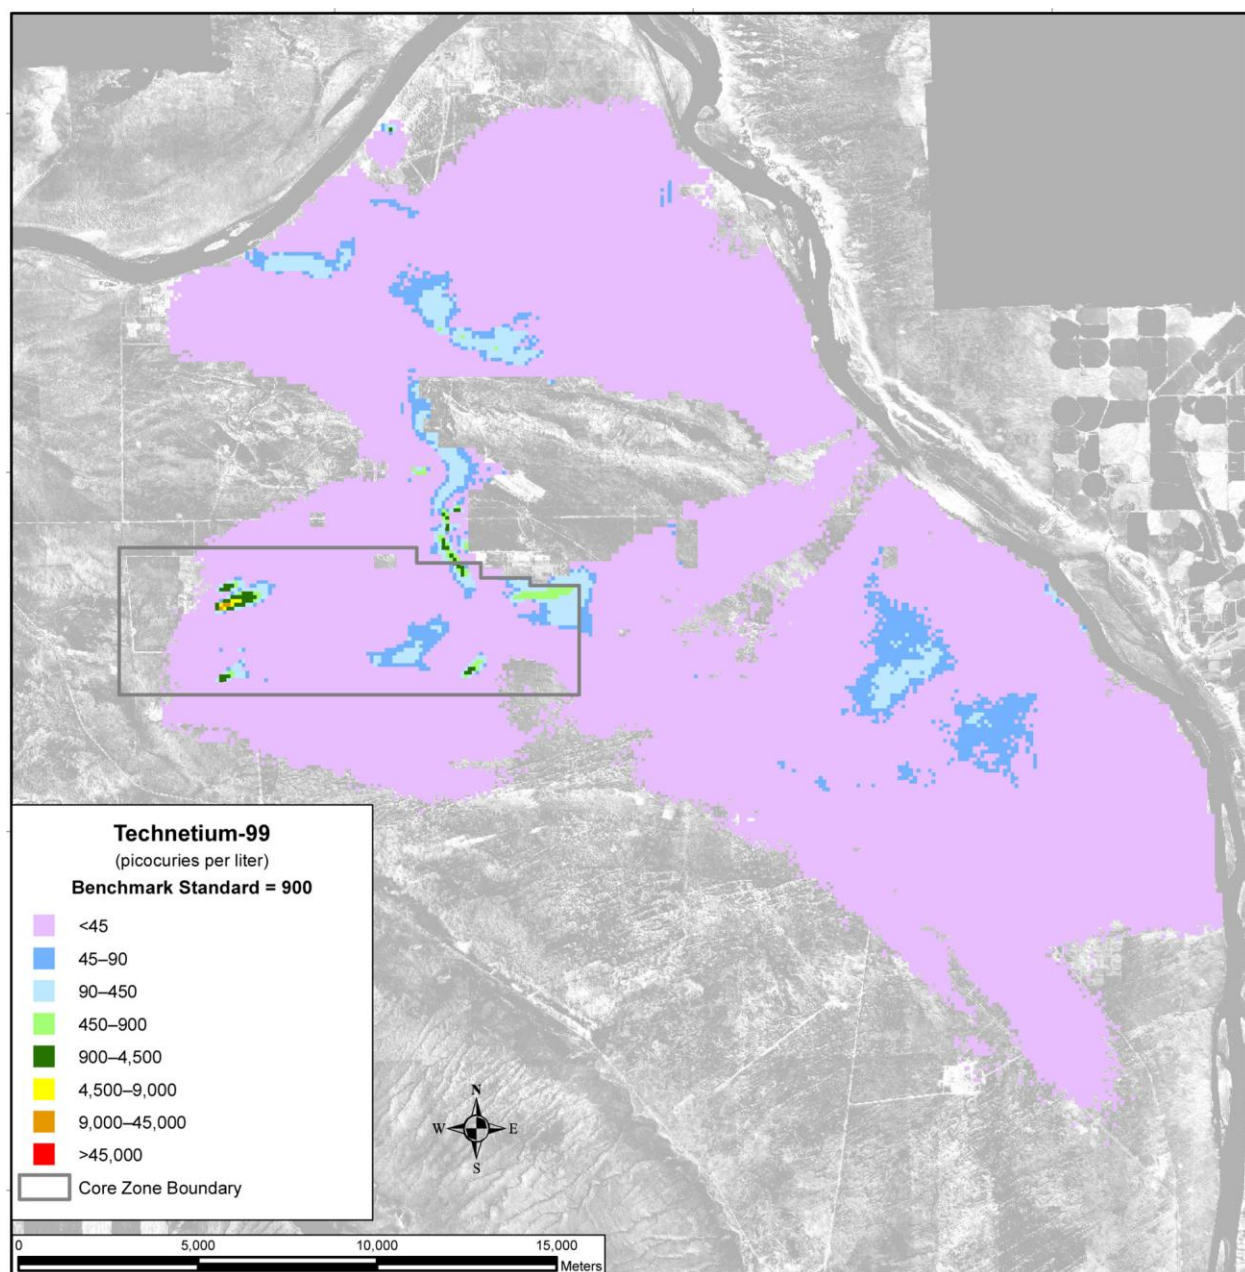 Technetium-99
(picocuries per liter)
Benchmark Standard = 900
<45
45–90
90–450
450–900
900–4,500
4,500–9,000
9,000–45,000
>45,000
Core Zone Boundary
N
W E
S
0 5,000 10,000 15,000
Meters